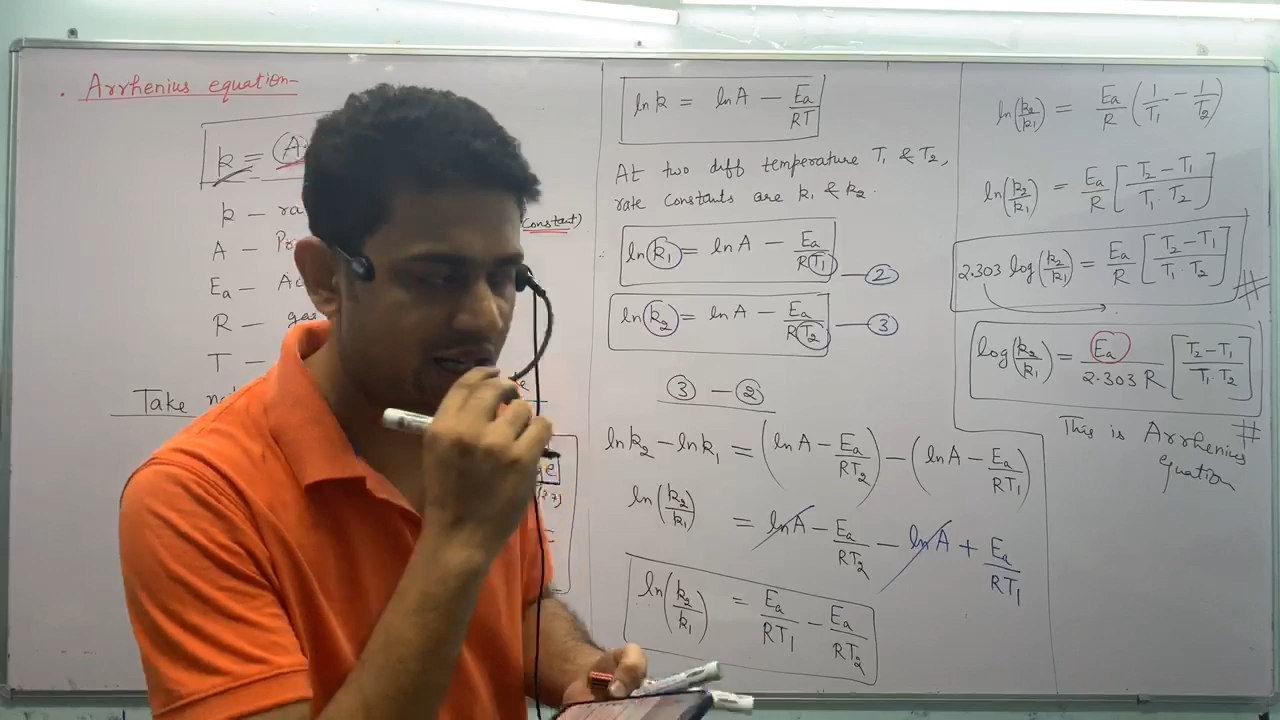 . Arrhenius equation-
k = A
k - ra
A - Pr
constant)
Ea - Ac
R - gas
T -
Take
ln k = ln A - Ea/RT
At two diff temperature T₁ & T₂,
rate constants are k₁ & k₂.
∴ ln k₁ = ln A - Ea/RT₁ — ②
ln k₂ = ln A - Ea/RT₂ — ③
③ - ②
ln k₂ - ln k₁ = (ln A - Ea/RT₂) - (ln A - Ea/RT₁)
ln(k₂/k₁) = ln A - Ea/RT₂ - ln A + Ea/RT₁
ln(k₂/k₁) = Ea/RT₁ - Ea/RT₂
ln(k₂/k₁) = Ea/R (1/T₁ - 1/T₂)
ln(k₂/k₁) = Ea/R [T₂-T₁/T₁.T₂]
2.303 log(k₂/k₁) = Ea/R [T₂-T₁/T₁.T₂] #
log(k₂/k₁) = Ea/2.303 R [T₂-T₁/T₁.T₂] #
This is Arrhenius
equation